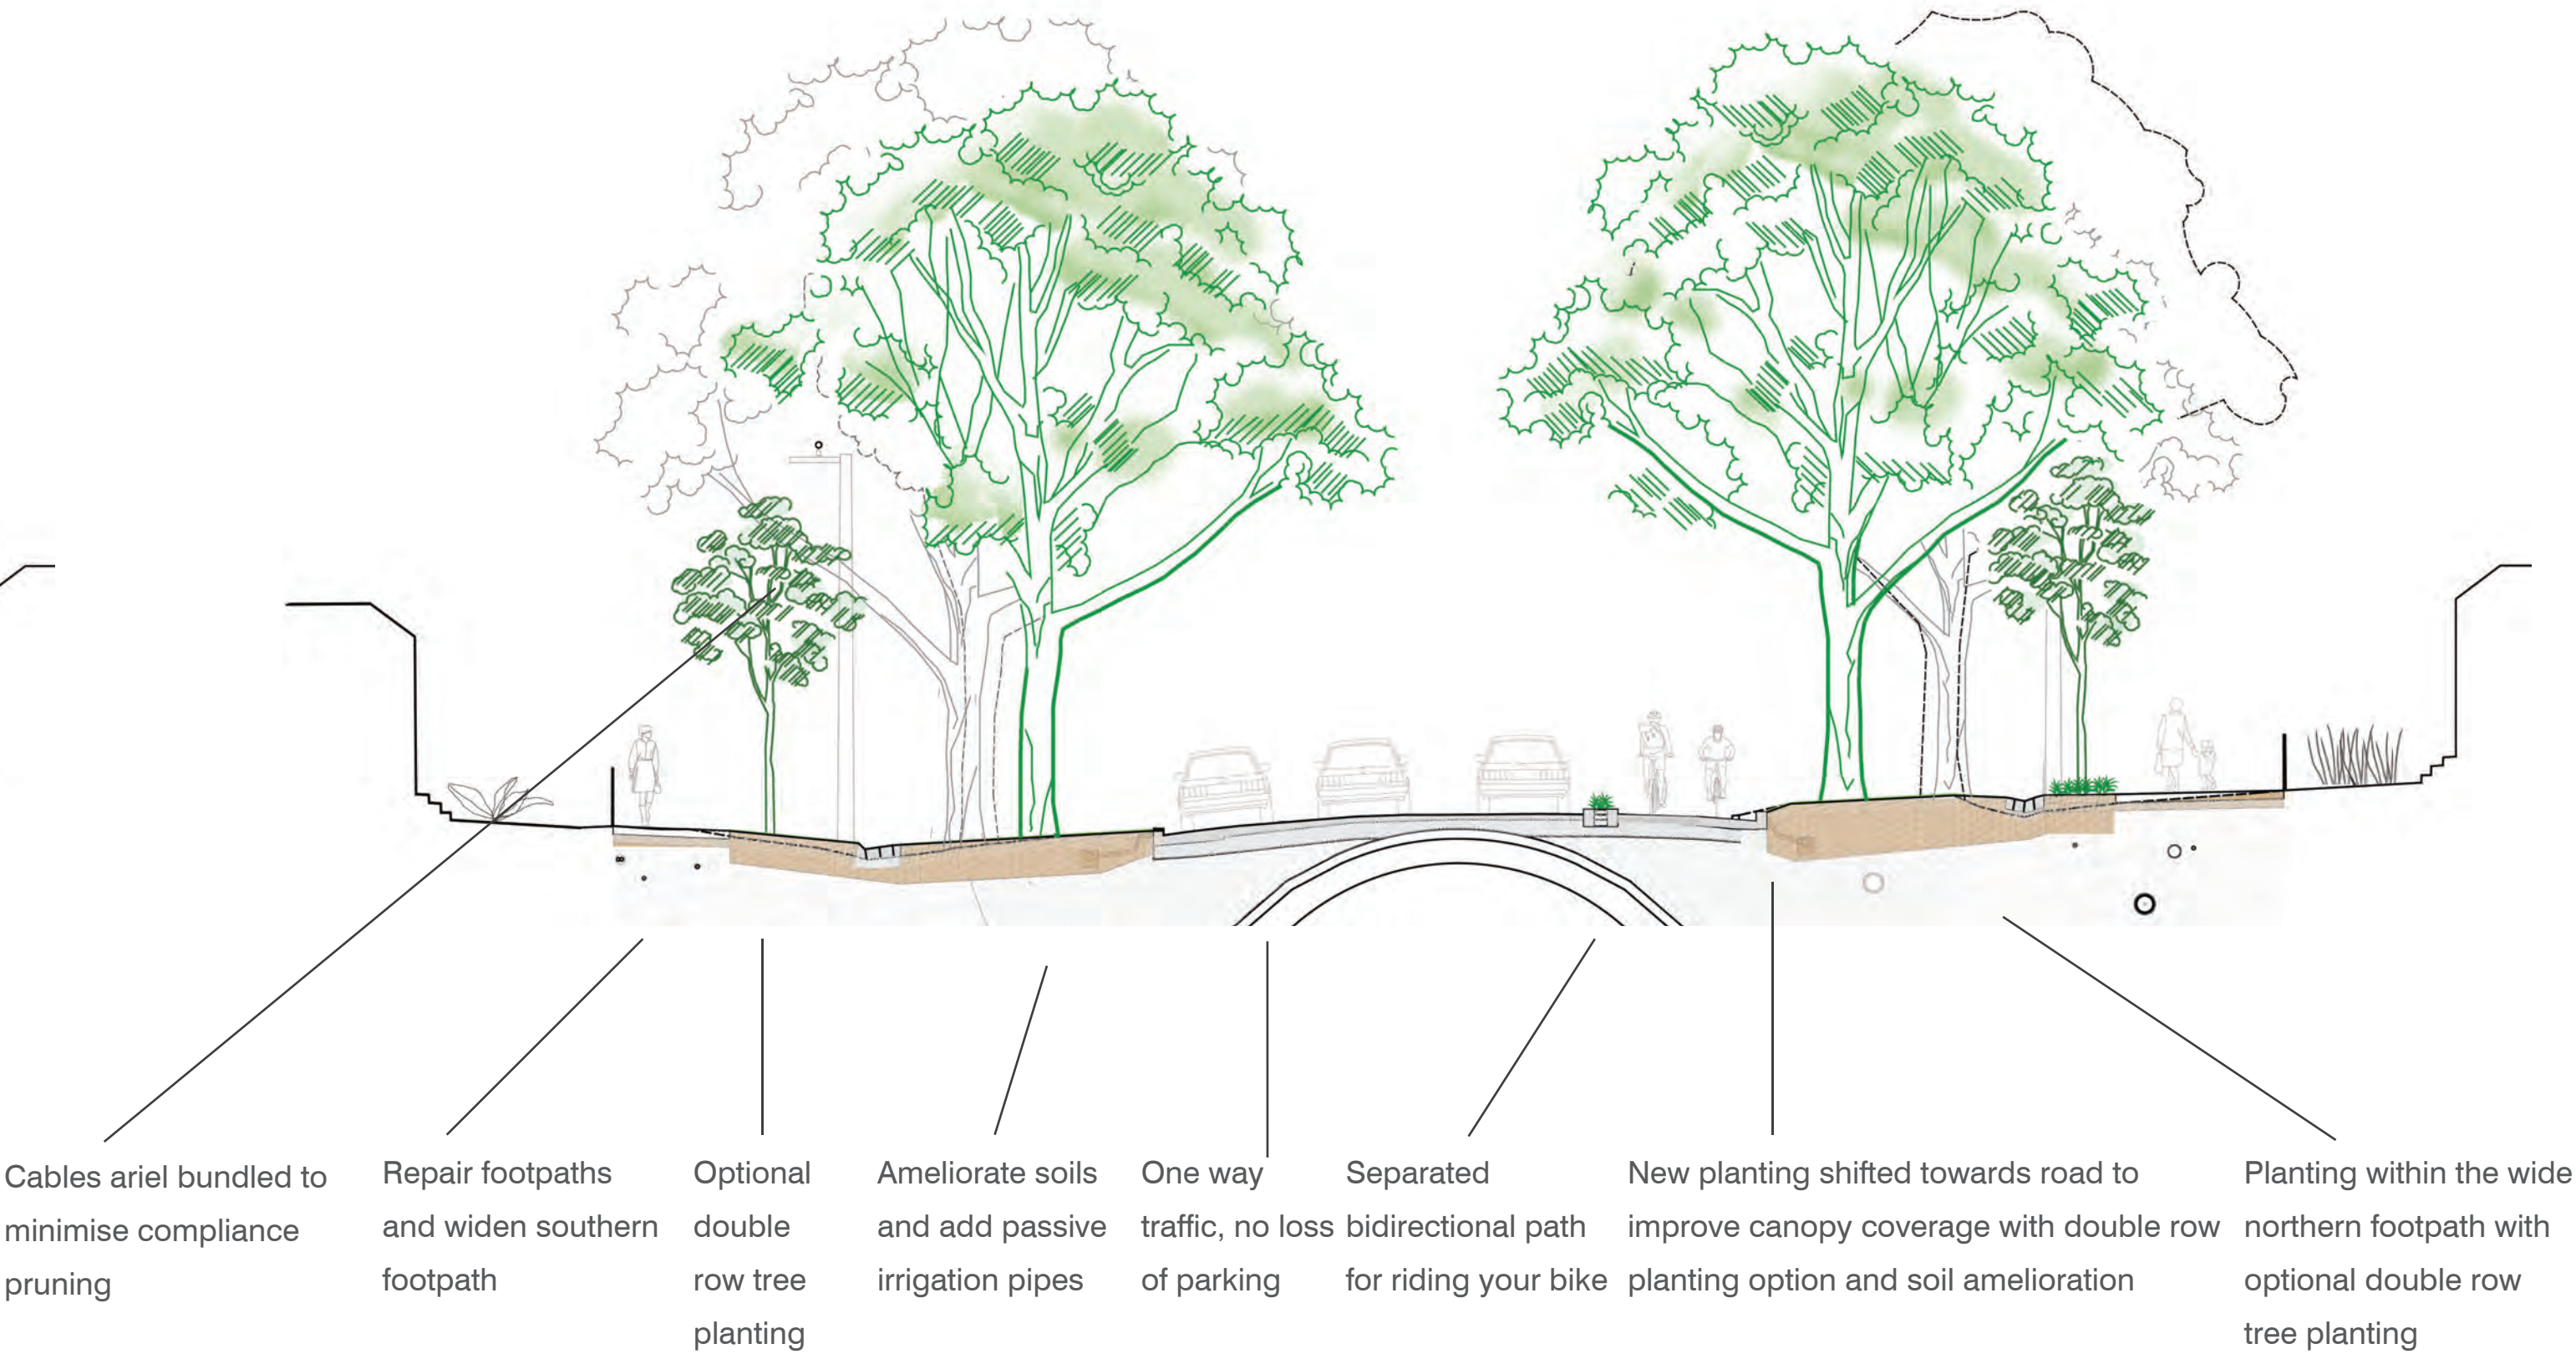 Cables ariel bundled to
minimise compliance
pruning
Repair footpaths
and widen southern
footpath
Optional
double
row tree
planting
Ameliorate soils
and add passive
irrigation pipes
One way
traffic, no loss
of parking
Separated
bidirectional path
for riding your bike
New planting shifted towards road to
improve canopy coverage with double row
planting option and soil amelioration
Planting within the wide
northern footpath with
optional double row
tree planting